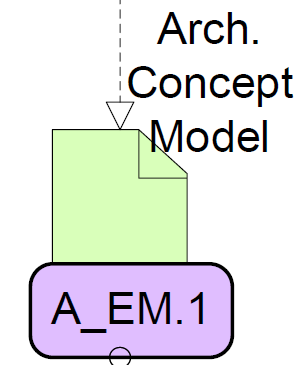 Arch.
Concept
Model
A_EM.1